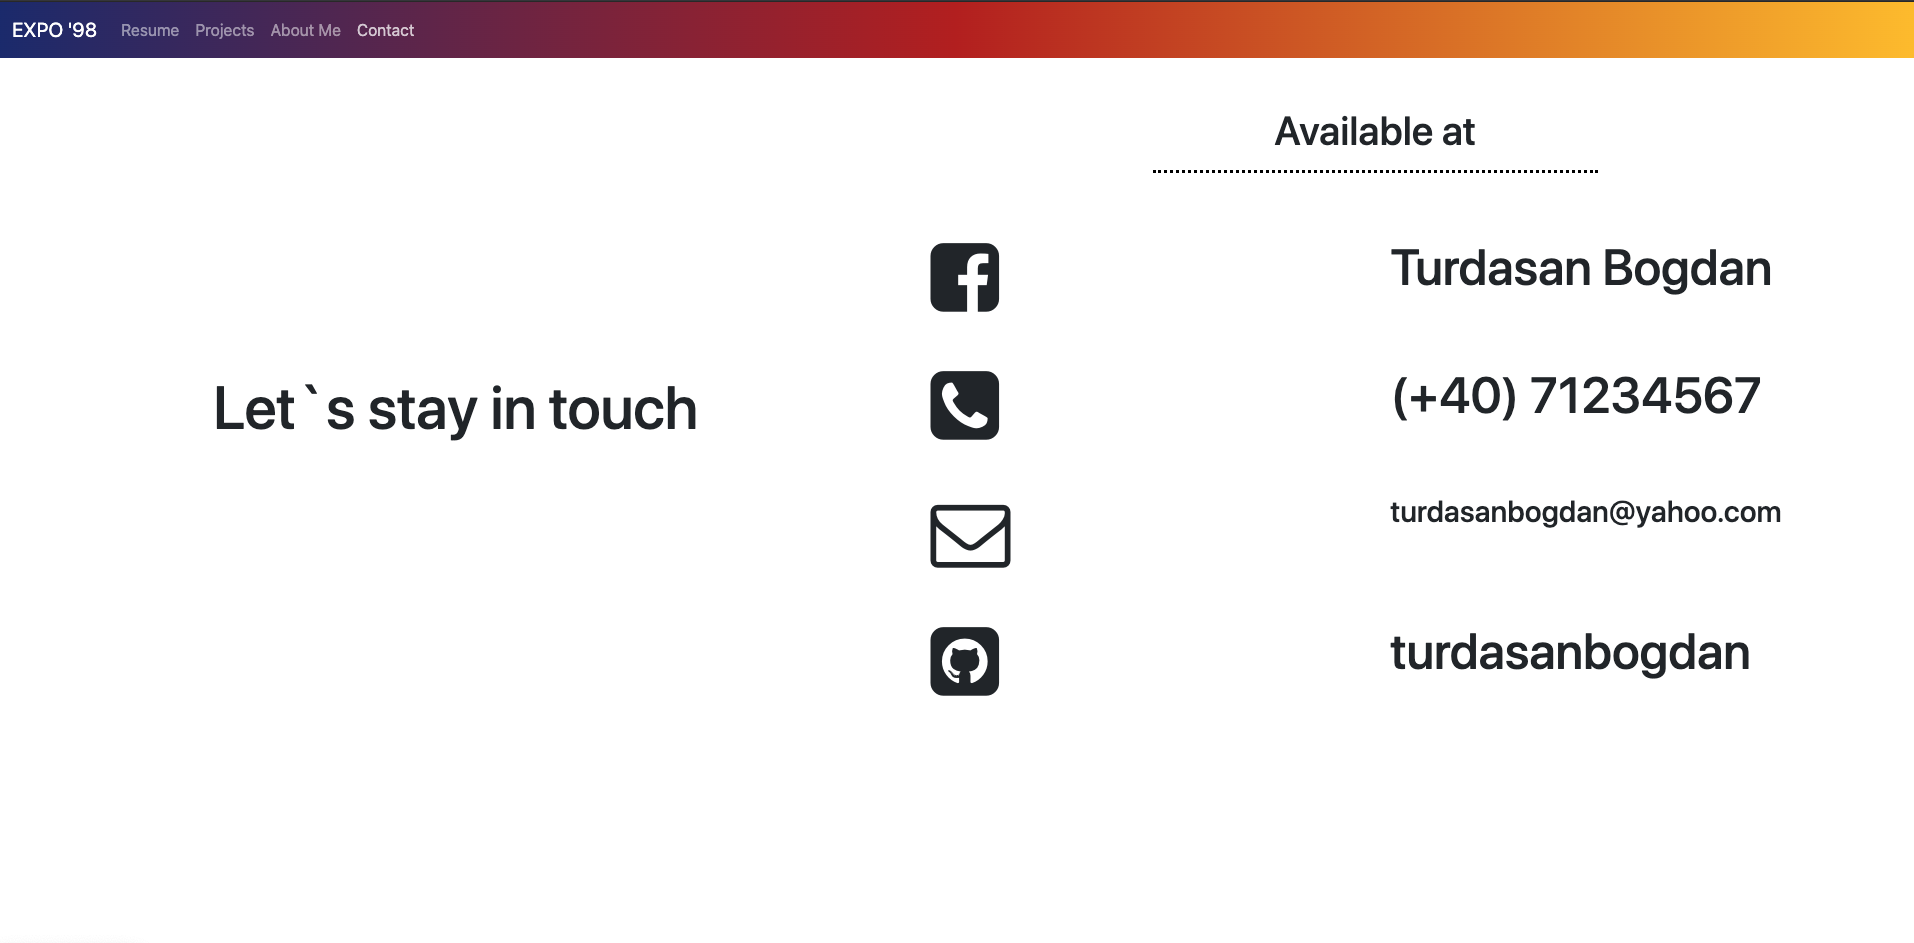 EXPO '98 Resume Projects About Me Contact
Available at
Let`s stay in touch
Turdasan Bogdan
(+40) 71234567
turdasanbogdan@yahoo.com
turdasanbogdan